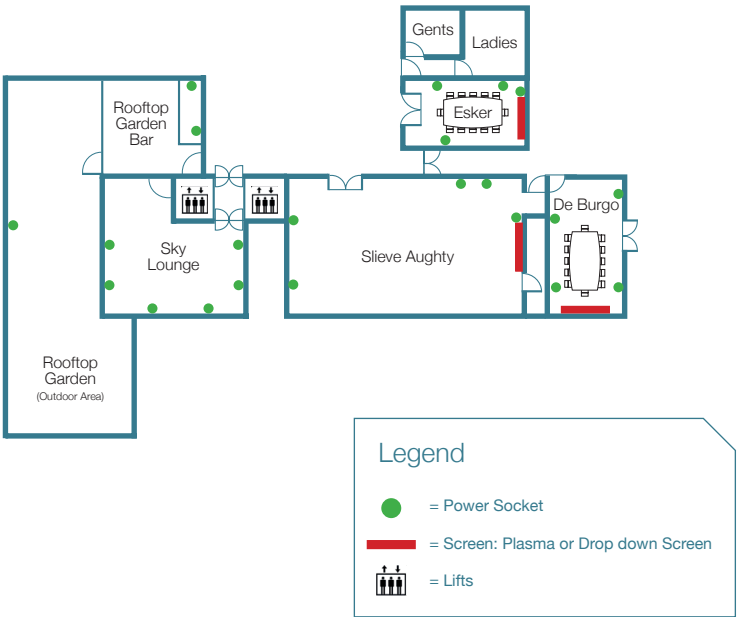 Gents
Ladies
Esker
Rooftop
Garden
Bar
De Burgo
Sky
Lounge
Slieve Aughty
Rooftop
Garden
(Outdoor Area)
Legend
= Power Socket
= Screen: Plasma or Drop down Screen
= Lifts